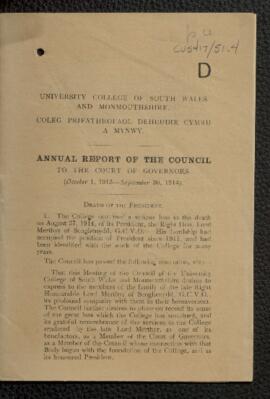 CU5417/51.4
D
UNIVERSITY COLLEGE OF SOUTH WALES
AND MONMOUTHSHIRE.
COLEG PRIFATHROFAOL DEHEUDIR CYMRU
A MYNWY.
ANNUAL REPORT OF THE COUNCIL
TO THE COURT OF GOVERNORS
(October 1, 1913—September 30, 1914).
DEATH OF THE PRESIDENT.
1. The College sustained a serious loss in the death
on August 27, 1914, of its President, the Right Hon. Lord
Merthyr of Senghenydd, G.C.V.O. His Lordship had
occupied the position of President since 1911, and had
been identified with the work of the College for many
years.
The Council has passed the following resolution, viz:—
That this Meeting of the Council of the University
College of South Wales and Monmouthshire desires to
express to the members of the family of the late Right
Honourable Lord Merthyr of Senghenydd, G.C.V.O.,
its profound sympathy with them in their bereavement.
The Council further desires to place on record its sense
of the great loss which the College has sustained, and
its grateful remembrance of the services to the College
rendered by the late Lord Merthyr, as one of its
benefactors, as a Member of the Court of Governors,
as a Member of the Council whose connection with that
Body began with the foundation of the College, and as
its honoured President.